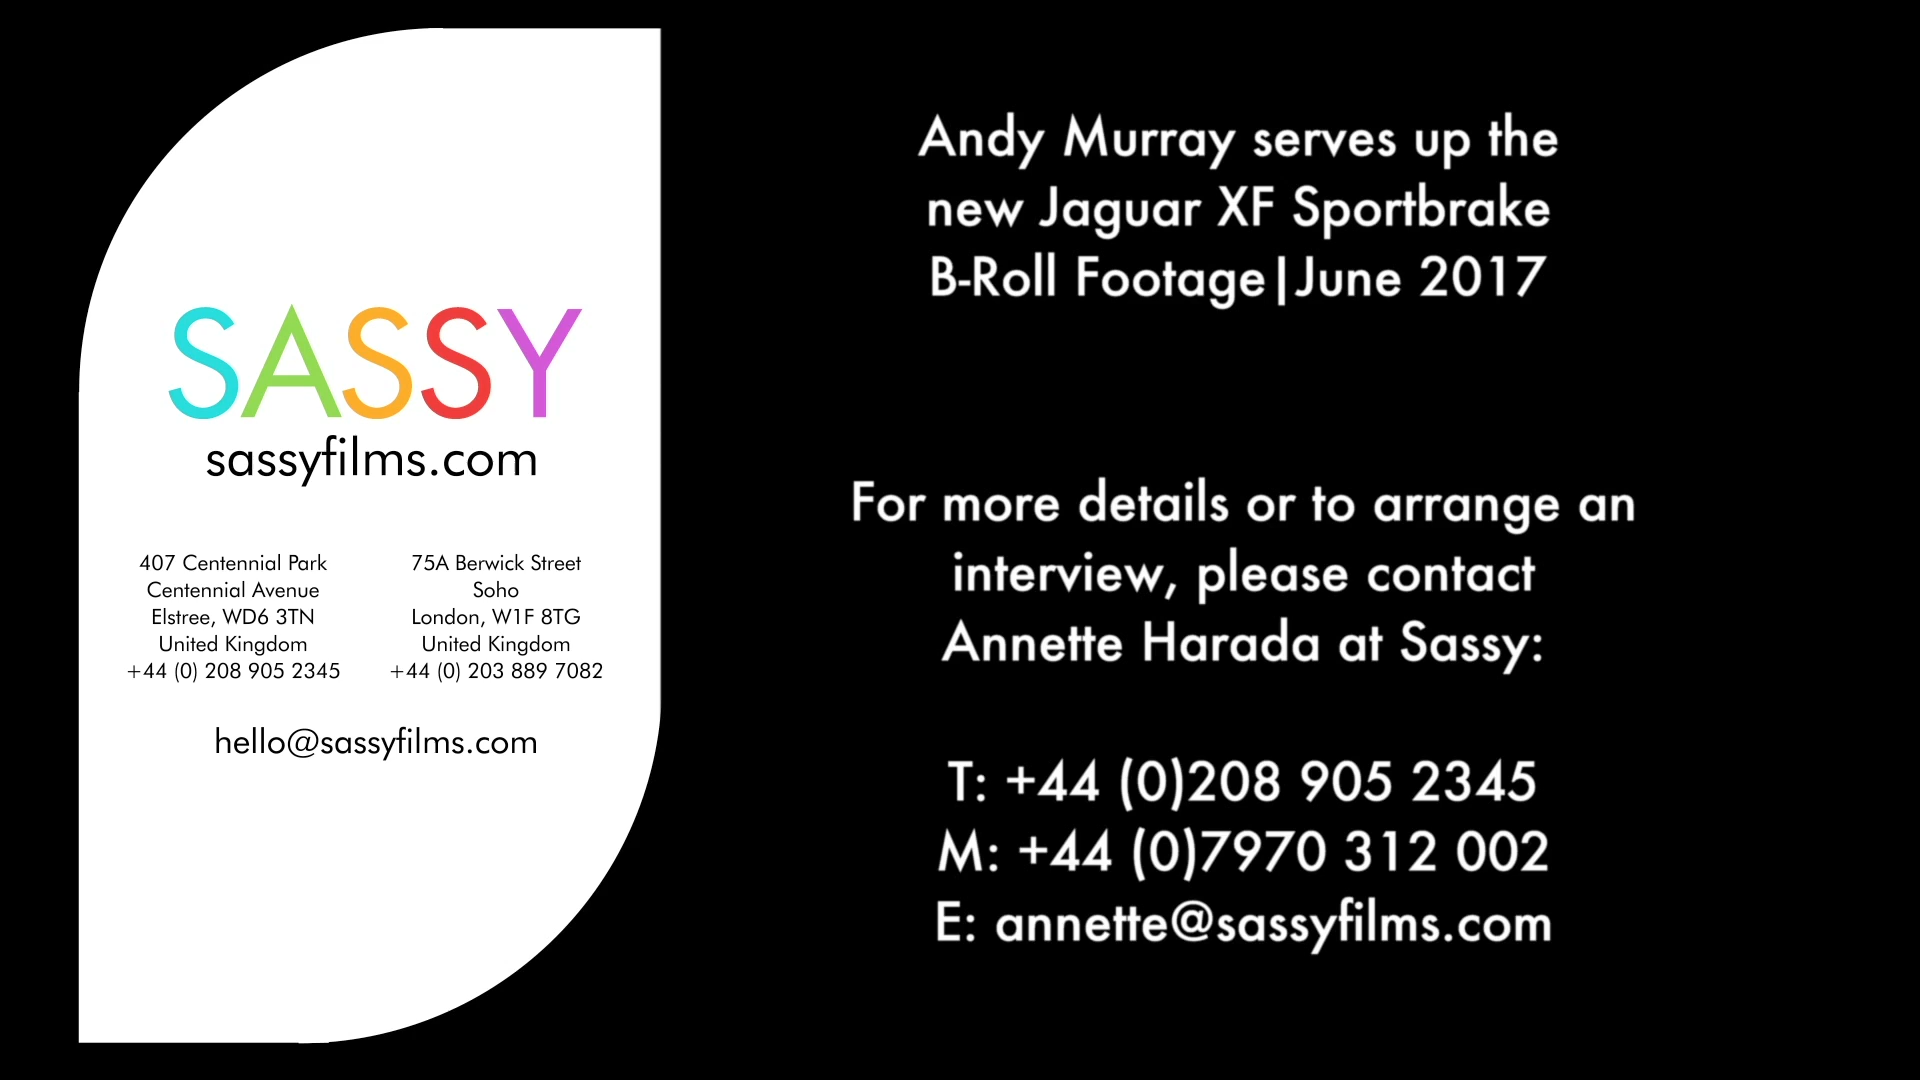 SASSY
sassyfilms.com
407 Centennial Park
Centennial Avenue
Elstree, WD6 3TN
United Kingdom
+44 (0) 208 905 2345
75A Berwick Street
Soho
London, W1F 8TG
United Kingdom
+44 (0) 203 889 7082
hello@sassyfilms.com
Andy Murray serves up the
new Jaguar XF Sportbrake
B-Roll Footage|June 2017
For more details or to arrange an
interview, please contact
Annette Harada at Sassy:
T: +44 (0)208 905 2345
M: +44 (0)7970 312 002
E: annette@sassyfilms.com